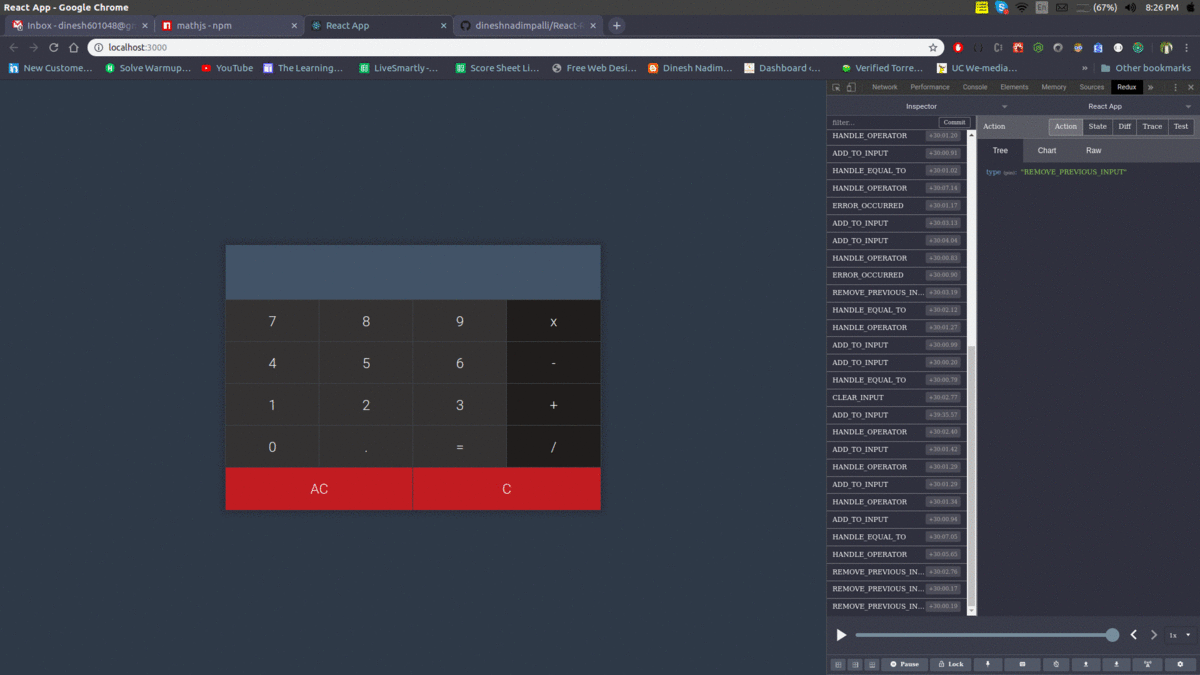 React App - Google Chrome
En (67%) 8:26 PM
Inbox - dinesh601048@g
mathjs - npm
React App
dineshnadimpalli/React-
localhost:3000
New Custome...
Solve Warmup...
YouTube
The Learning...
LiveSmartly -...
Score Sheet Li...
Free Web Desi...
Dinesh Nadim...
Dashboard <...
Verified Torre...
UC We-media...
»
Other bookmarks
Network Performance Console Elements Memory Sources Redux »
Inspector
React App
filter...
Commit
Action
Action State Diff Trace Test
Tree Chart Raw
type (pin): "REMOVE_PREVIOUS_INPUT"
HANDLE_OPERATOR +30:01.20
ADD_TO_INPUT +30:00.91
HANDLE_EQUAL_TO +30:01.02
HANDLE_OPERATOR +30:07.14
ERROR_OCCURRED +30:01.17
ADD_TO_INPUT +30:03.13
ADD_TO_INPUT +30:04.04
HANDLE_OPERATOR +30:00.83
ERROR_OCCURRED +30:00.90
REMOVE_PREVIOUS_IN... +30:03.19
HANDLE_EQUAL_TO +30:02.12
HANDLE_OPERATOR +30:01.27
ADD_TO_INPUT +30:00.99
ADD_TO_INPUT +30:00.20
HANDLE_EQUAL_TO +30:00.79
CLEAR_INPUT +30:02.77
ADD_TO_INPUT +39:35.57
HANDLE_OPERATOR +30:02.40
ADD_TO_INPUT +30:01.42
HANDLE_OPERATOR +30:01.20
ADD_TO_INPUT +30:01.29
HANDLE_OPERATOR +30:01.34
ADD_TO_INPUT +30:00.94
HANDLE_EQUAL_TO +30:07.05
HANDLE_OPERATOR +30:05.65
REMOVE_PREVIOUS_IN... +30:02.76
REMOVE_PREVIOUS_IN... +30:00.17
REMOVE_PREVIOUS_IN... +30:00.19
7 8 9 x
4 5 6 -
1 2 3 +
0 . = /
AC C
1x
Pause
Lock